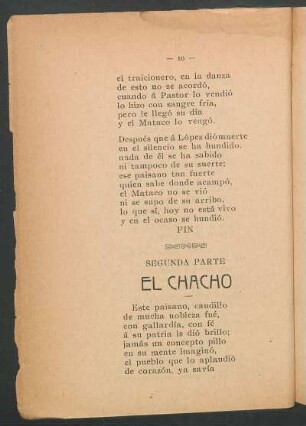 — 20 —
el traicionero, en la danza
de esto no se acordó,
cuando á Pastor lo vendió
lo hizo con sangre fría,
pero le llegó su día
y el Mataco lo vengó.
Después que á López dió muerte
en el silencio se ha hundido,
nada de él se ha sabido
ni tampoco de su suerte;
ese paisano tan fuerte
quien sabe donde acampó,
el Mataco no se vió
ni se supo de su arribo,
lo que sí, hoy no está vivo
y en el ocaso se hundió.
FIN
SEGUNDA PARTE
EL CHACHO
Este paisano, caudillo
de mucha nobleza fué,
con gallardía, con fé
á su patria le dió brillo;
jamás un concepto pillo
en su mente imaginó,
el pueblo que lo aplaudió
de corazón, ya savía